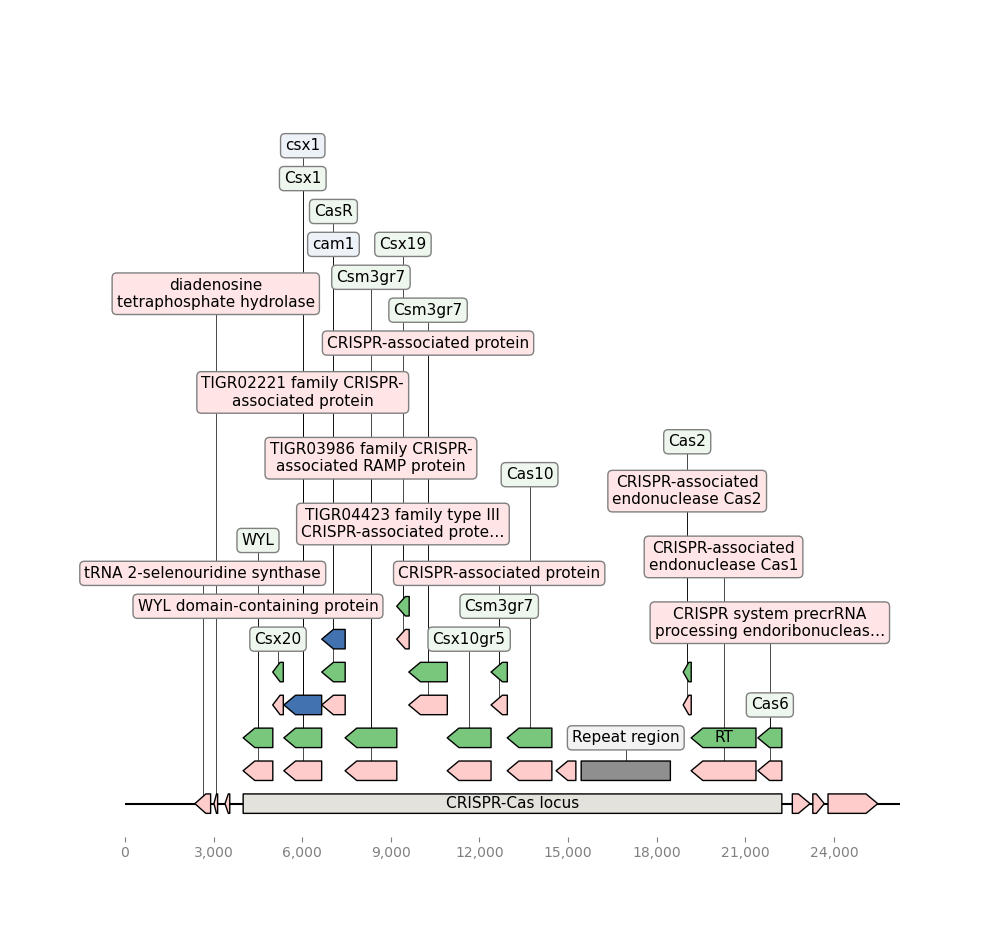 csx1
Csx1
CasR
cam1
Csx19
Csm3gr7
diadenosine
tetraphosphate hydrolase
Csm3gr7
CRISPR-associated protein
TIGR02221 family CRISPR-
associated protein
Cas2
TIGR03986 family CRISPR-
associated RAMP protein
Cas10
CRISPR-associated
endonuclease Cas2
TIGR04423 family type III
CRISPR-associated prote…
WYL
CRISPR-associated
endonuclease Cas1
tRNA 2-selenouridine synthase
CRISPR-associated protein
WYL domain-containing protein
Csm3gr7
CRISPR system precrRNA
processing endoribonucleas…
Csx20
Csx10gr5
Cas6
Repeat region
RT
CRISPR-Cas locus
0
3,000
6,000
9,000
12,000
15,000
18,000
21,000
24,000